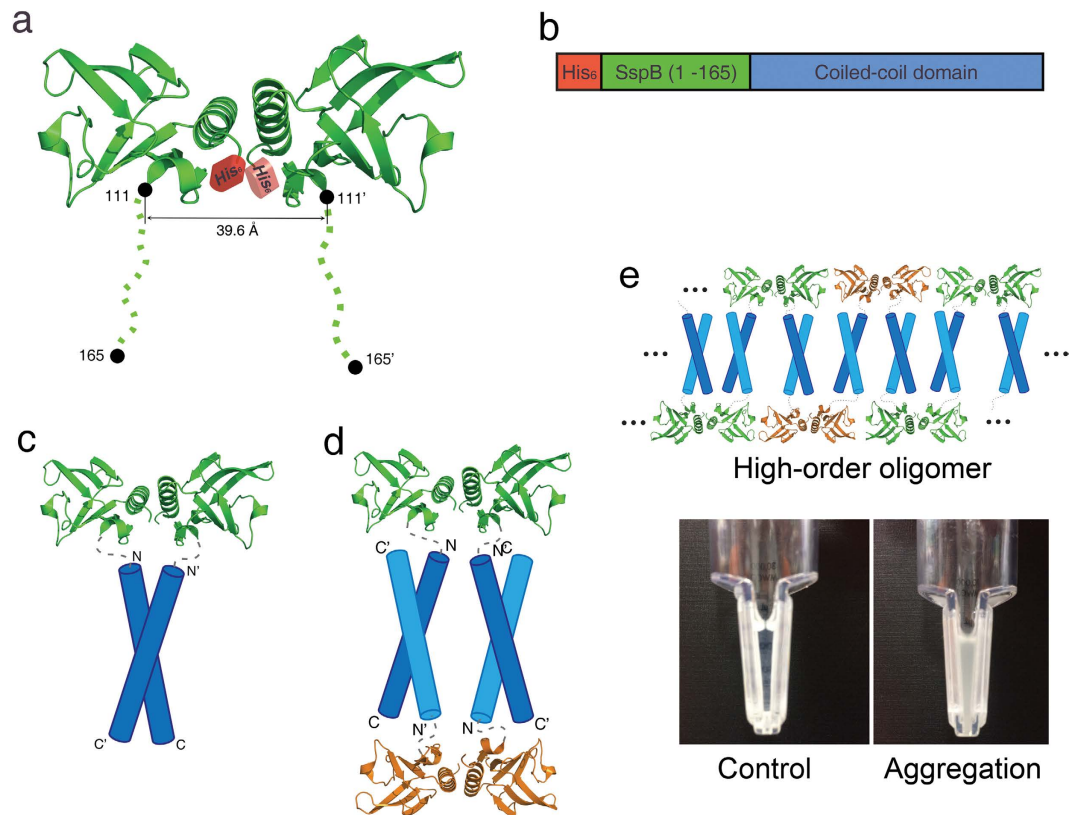 a
His₆
His₆
111
111'
39.6 Å
165
165'
b
His₆
SspB (1 -165)
Coiled-coil domain
c
N
N'
C'
C
d
C'
N
N'
C
C
N'
N
C'
e
•••
•••
•••
•••
•••
High-order oligomer
Control
Aggregation